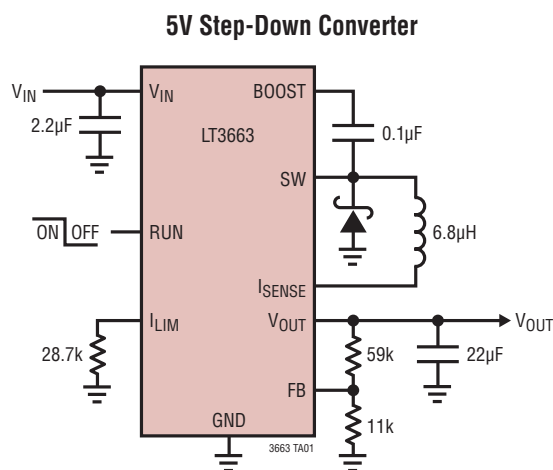 5V Step-Down Converter
VIN
VIN
BOOST
2.2µF
LT3663
0.1µF
SW
ON OFF
RUN
6.8µH
ISENSE
ILIM
VOUT
VOUT
28.7k
59k
22µF
FB
11k
GND
3663 TA01